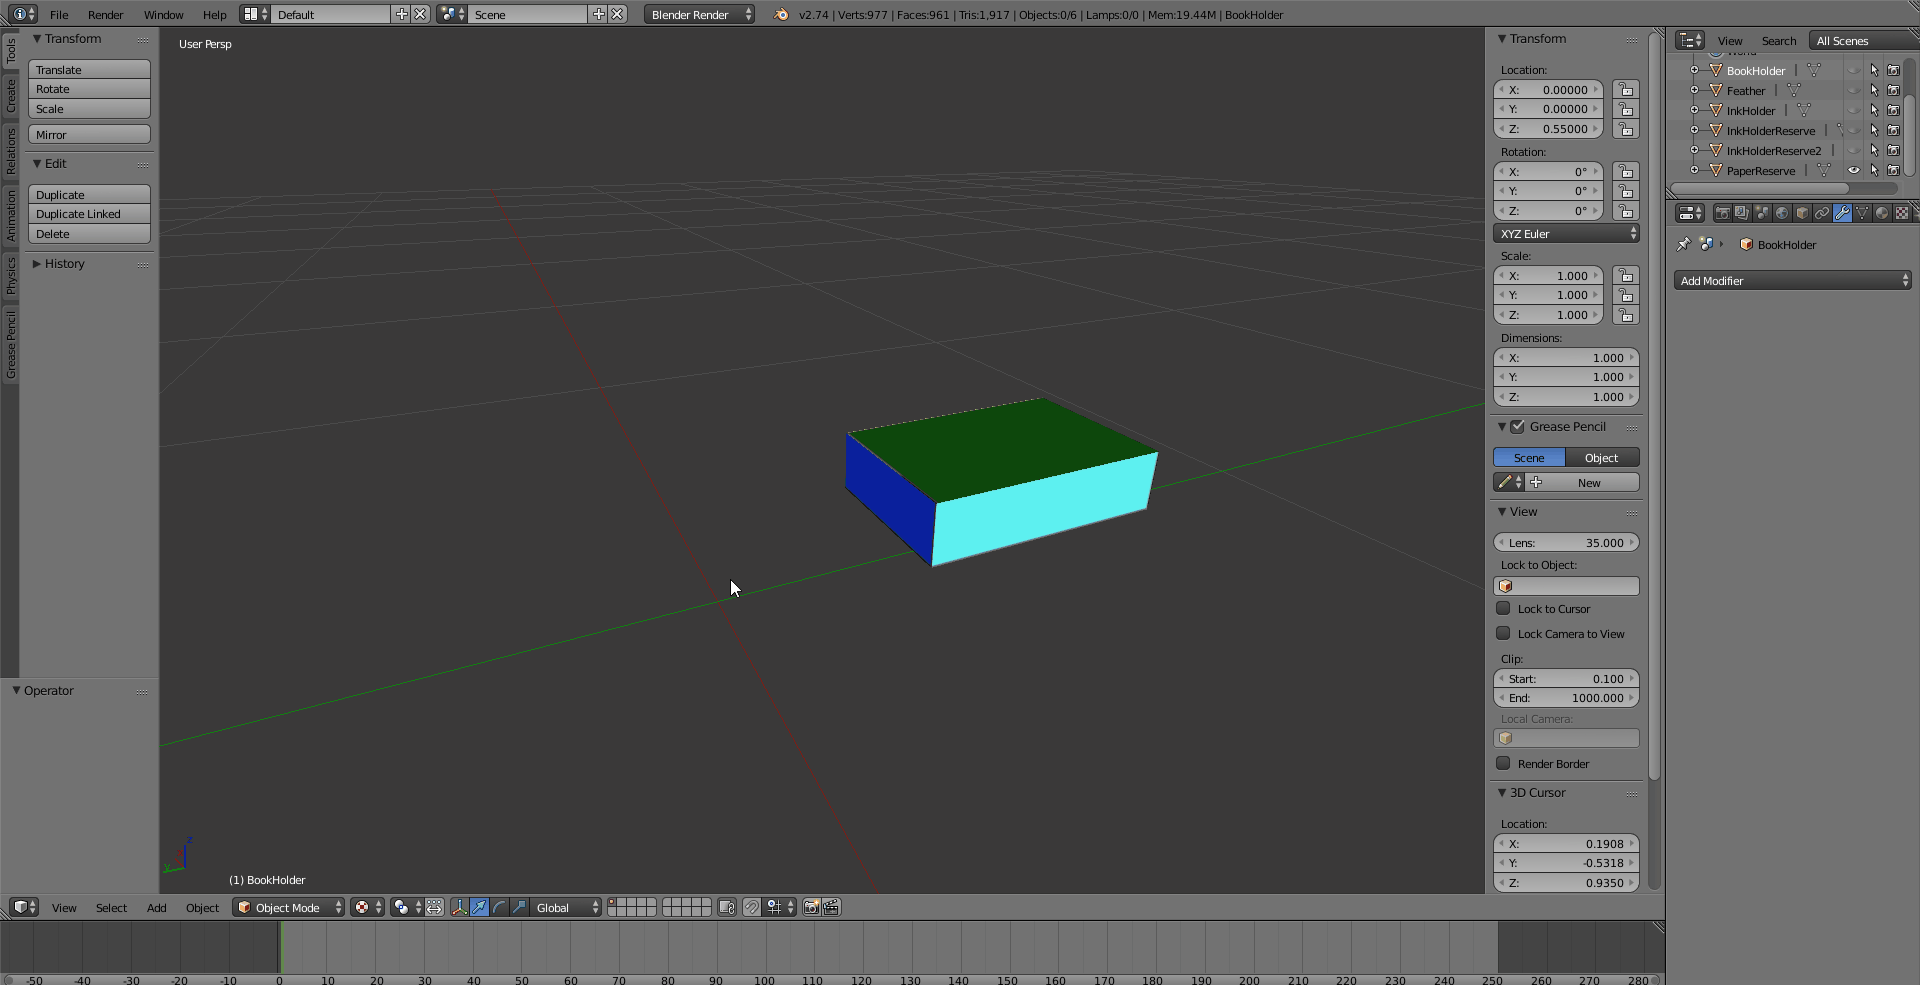 File Render Window Help Default Scene Blender Render v2.74 | Verts:977 | Faces:961 | Tris:1,917 | Objects:0/6 | Lamps:0/0 | Mem:19.44M | BookHolder
Tools
Create
Relations
Animation
Physics
Grease Pencil
Transform
Translate
Rotate
Scale
Mirror
Edit
Duplicate
Duplicate Linked
Delete
History
Operator
User Persp
z
y
(1) BookHolder
Transform
Location:
X: 0.00000
Y: 0.00000
Z: 0.55000
Rotation:
X: 0°
Y: 0°
Z: 0°
XYZ Euler
Scale:
X: 1.000
Y: 1.000
Z: 1.000
Dimensions:
X: 1.000
Y: 1.000
Z: 1.000
Grease Pencil
Scene Object
New
View
Lens: 35.000
Lock to Object:
Lock to Cursor
Lock Camera to View
Clip:
Start: 0.100
End: 1000.000
Local Camera:
Render Border
3D Cursor
Location:
X: 0.1908
Y: -0.5318
Z: 0.9350
View Search All Scenes
BookHolder
Feather
InkHolder
InkHolderReserve
InkHolderReserve2
PaperReserve
BookHolder
Add Modifier
View Select Add Object Object Mode Global
-50 -40 -30 -20 -10 0 10 20 30 40 50 60 70 80 90 100 110 120 130 140 150 160 170 180 190 200 210 220 230 240 250 260 270 280